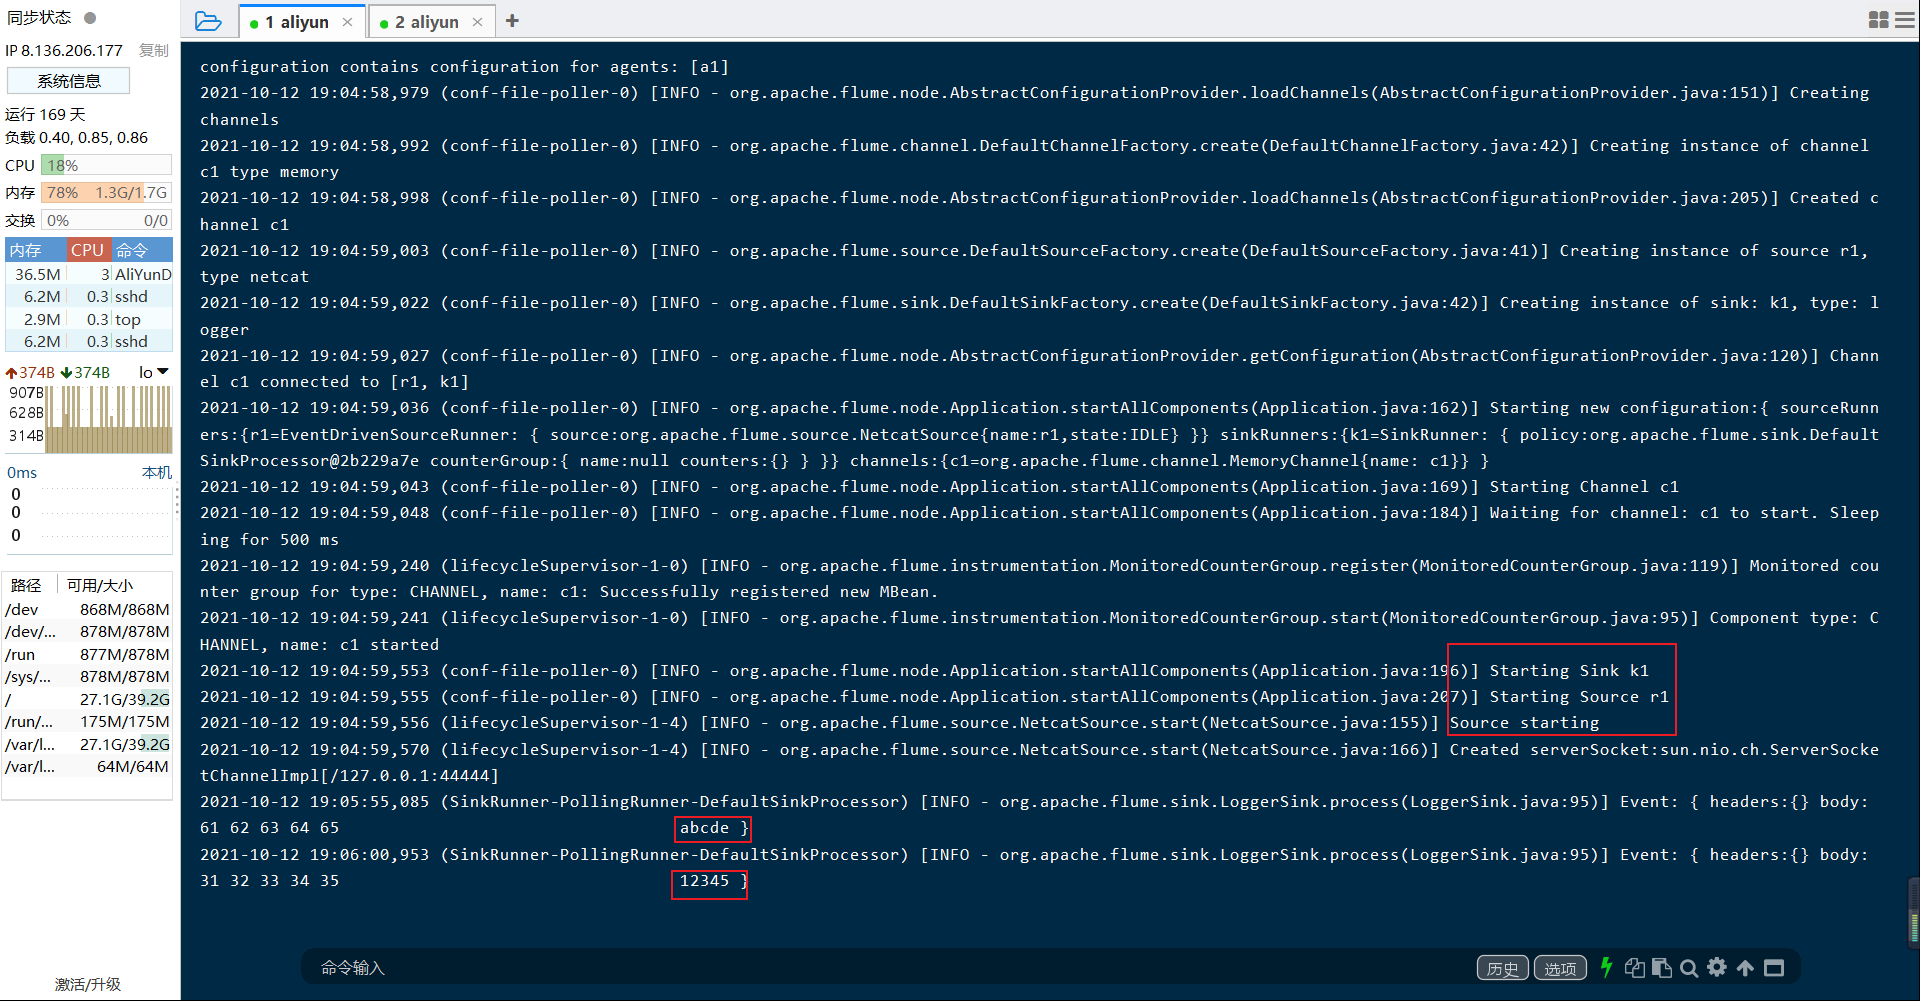 同步状态
IP 8.136.206.177 复制
系统信息
运行 169 天
负载 0.40, 0.85, 0.86
CPU 18%
内存 78% 1.3G/1.7G
交换 0% 0/0
内存 CPU 命令
36.5M 3 AliYunD
6.2M 0.3 sshd
2.9M 0.3 top
6.2M 0.3 sshd
374B 374B lo
907B
628B
314B
0ms 本机
0
0
0
路径 可用/大小
/dev 868M/868M
/dev/... 878M/878M
/run 877M/878M
/sys/... 878M/878M
/ 27.1G/39.2G
/run/... 175M/175M
/var/l... 27.1G/39.2G
/var/l... 64M/64M
激活/升级
1 aliyun × 2 aliyun × +
configuration contains configuration for agents: [a1]
2021-10-12 19:04:58,979 (conf-file-poller-0) [INFO - org.apache.flume.node.AbstractConfigurationProvider.loadChannels(AbstractConfigurationProvider.java:151)] Creating
channels
2021-10-12 19:04:58,992 (conf-file-poller-0) [INFO - org.apache.flume.channel.DefaultChannelFactory.create(DefaultChannelFactory.java:42)] Creating instance of channel
c1 type memory
2021-10-12 19:04:58,998 (conf-file-poller-0) [INFO - org.apache.flume.node.AbstractConfigurationProvider.loadChannels(AbstractConfigurationProvider.java:205)] Created c
hannel c1
2021-10-12 19:04:59,003 (conf-file-poller-0) [INFO - org.apache.flume.source.DefaultSourceFactory.create(DefaultSourceFactory.java:41)] Creating instance of source r1,
type netcat
2021-10-12 19:04:59,022 (conf-file-poller-0) [INFO - org.apache.flume.sink.DefaultSinkFactory.create(DefaultSinkFactory.java:42)] Creating instance of sink: k1, type: l
ogger
2021-10-12 19:04:59,027 (conf-file-poller-0) [INFO - org.apache.flume.node.AbstractConfigurationProvider.getConfiguration(AbstractConfigurationProvider.java:120)] Chann
el c1 connected to [r1, k1]
2021-10-12 19:04:59,036 (conf-file-poller-0) [INFO - org.apache.flume.node.Application.startAllComponents(Application.java:162)] Starting new configuration:{ sourceRunn
ers:{r1=EventDrivenSourceRunner: { source:org.apache.flume.source.NetcatSource{name:r1,state:IDLE} }} sinkRunners:{k1=SinkRunner: { policy:org.apache.flume.sink.Default
SinkProcessor@2b229a7e counterGroup:{ name:null counters:{} } }} channels:{c1=org.apache.flume.channel.MemoryChannel{name: c1}} }
2021-10-12 19:04:59,043 (conf-file-poller-0) [INFO - org.apache.flume.node.Application.startAllComponents(Application.java:169)] Starting Channel c1
2021-10-12 19:04:59,048 (conf-file-poller-0) [INFO - org.apache.flume.node.Application.startAllComponents(Application.java:184)] Waiting for channel: c1 to start. Sleep
ing for 500 ms
2021-10-12 19:04:59,240 (lifecycleSupervisor-1-0) [INFO - org.apache.flume.instrumentation.MonitoredCounterGroup.register(MonitoredCounterGroup.java:119)] Monitored cou
nter group for type: CHANNEL, name: c1: Successfully registered new MBean.
2021-10-12 19:04:59,241 (lifecycleSupervisor-1-0) [INFO - org.apache.flume.instrumentation.MonitoredCounterGroup.start(MonitoredCounterGroup.java:95)] Component type: C
HANNEL, name: c1 started
2021-10-12 19:04:59,553 (conf-file-poller-0) [INFO - org.apache.flume.node.Application.startAllComponents(Application.java:196)] Starting Sink k1
2021-10-12 19:04:59,555 (conf-file-poller-0) [INFO - org.apache.flume.node.Application.startAllComponents(Application.java:207)] Starting Source r1
2021-10-12 19:04:59,556 (lifecycleSupervisor-1-4) [INFO - org.apache.flume.source.NetcatSource.start(NetcatSource.java:155)] Source starting
2021-10-12 19:04:59,570 (lifecycleSupervisor-1-4) [INFO - org.apache.flume.source.NetcatSource.start(NetcatSource.java:166)] Created serverSocket:sun.nio.ch.ServerSocke
tChannelImpl[/127.0.0.1:44444]
2021-10-12 19:05:55,085 (SinkRunner-PollingRunner-DefaultSinkProcessor) [INFO - org.apache.flume.sink.LoggerSink.process(LoggerSink.java:95)] Event: { headers:{} body:
61 62 63 64 65 abcde }
2021-10-12 19:06:00,953 (SinkRunner-PollingRunner-DefaultSinkProcessor) [INFO - org.apache.flume.sink.LoggerSink.process(LoggerSink.java:95)] Event: { headers:{} body:
31 32 33 34 35 12345 }
命令输入 历史 选项